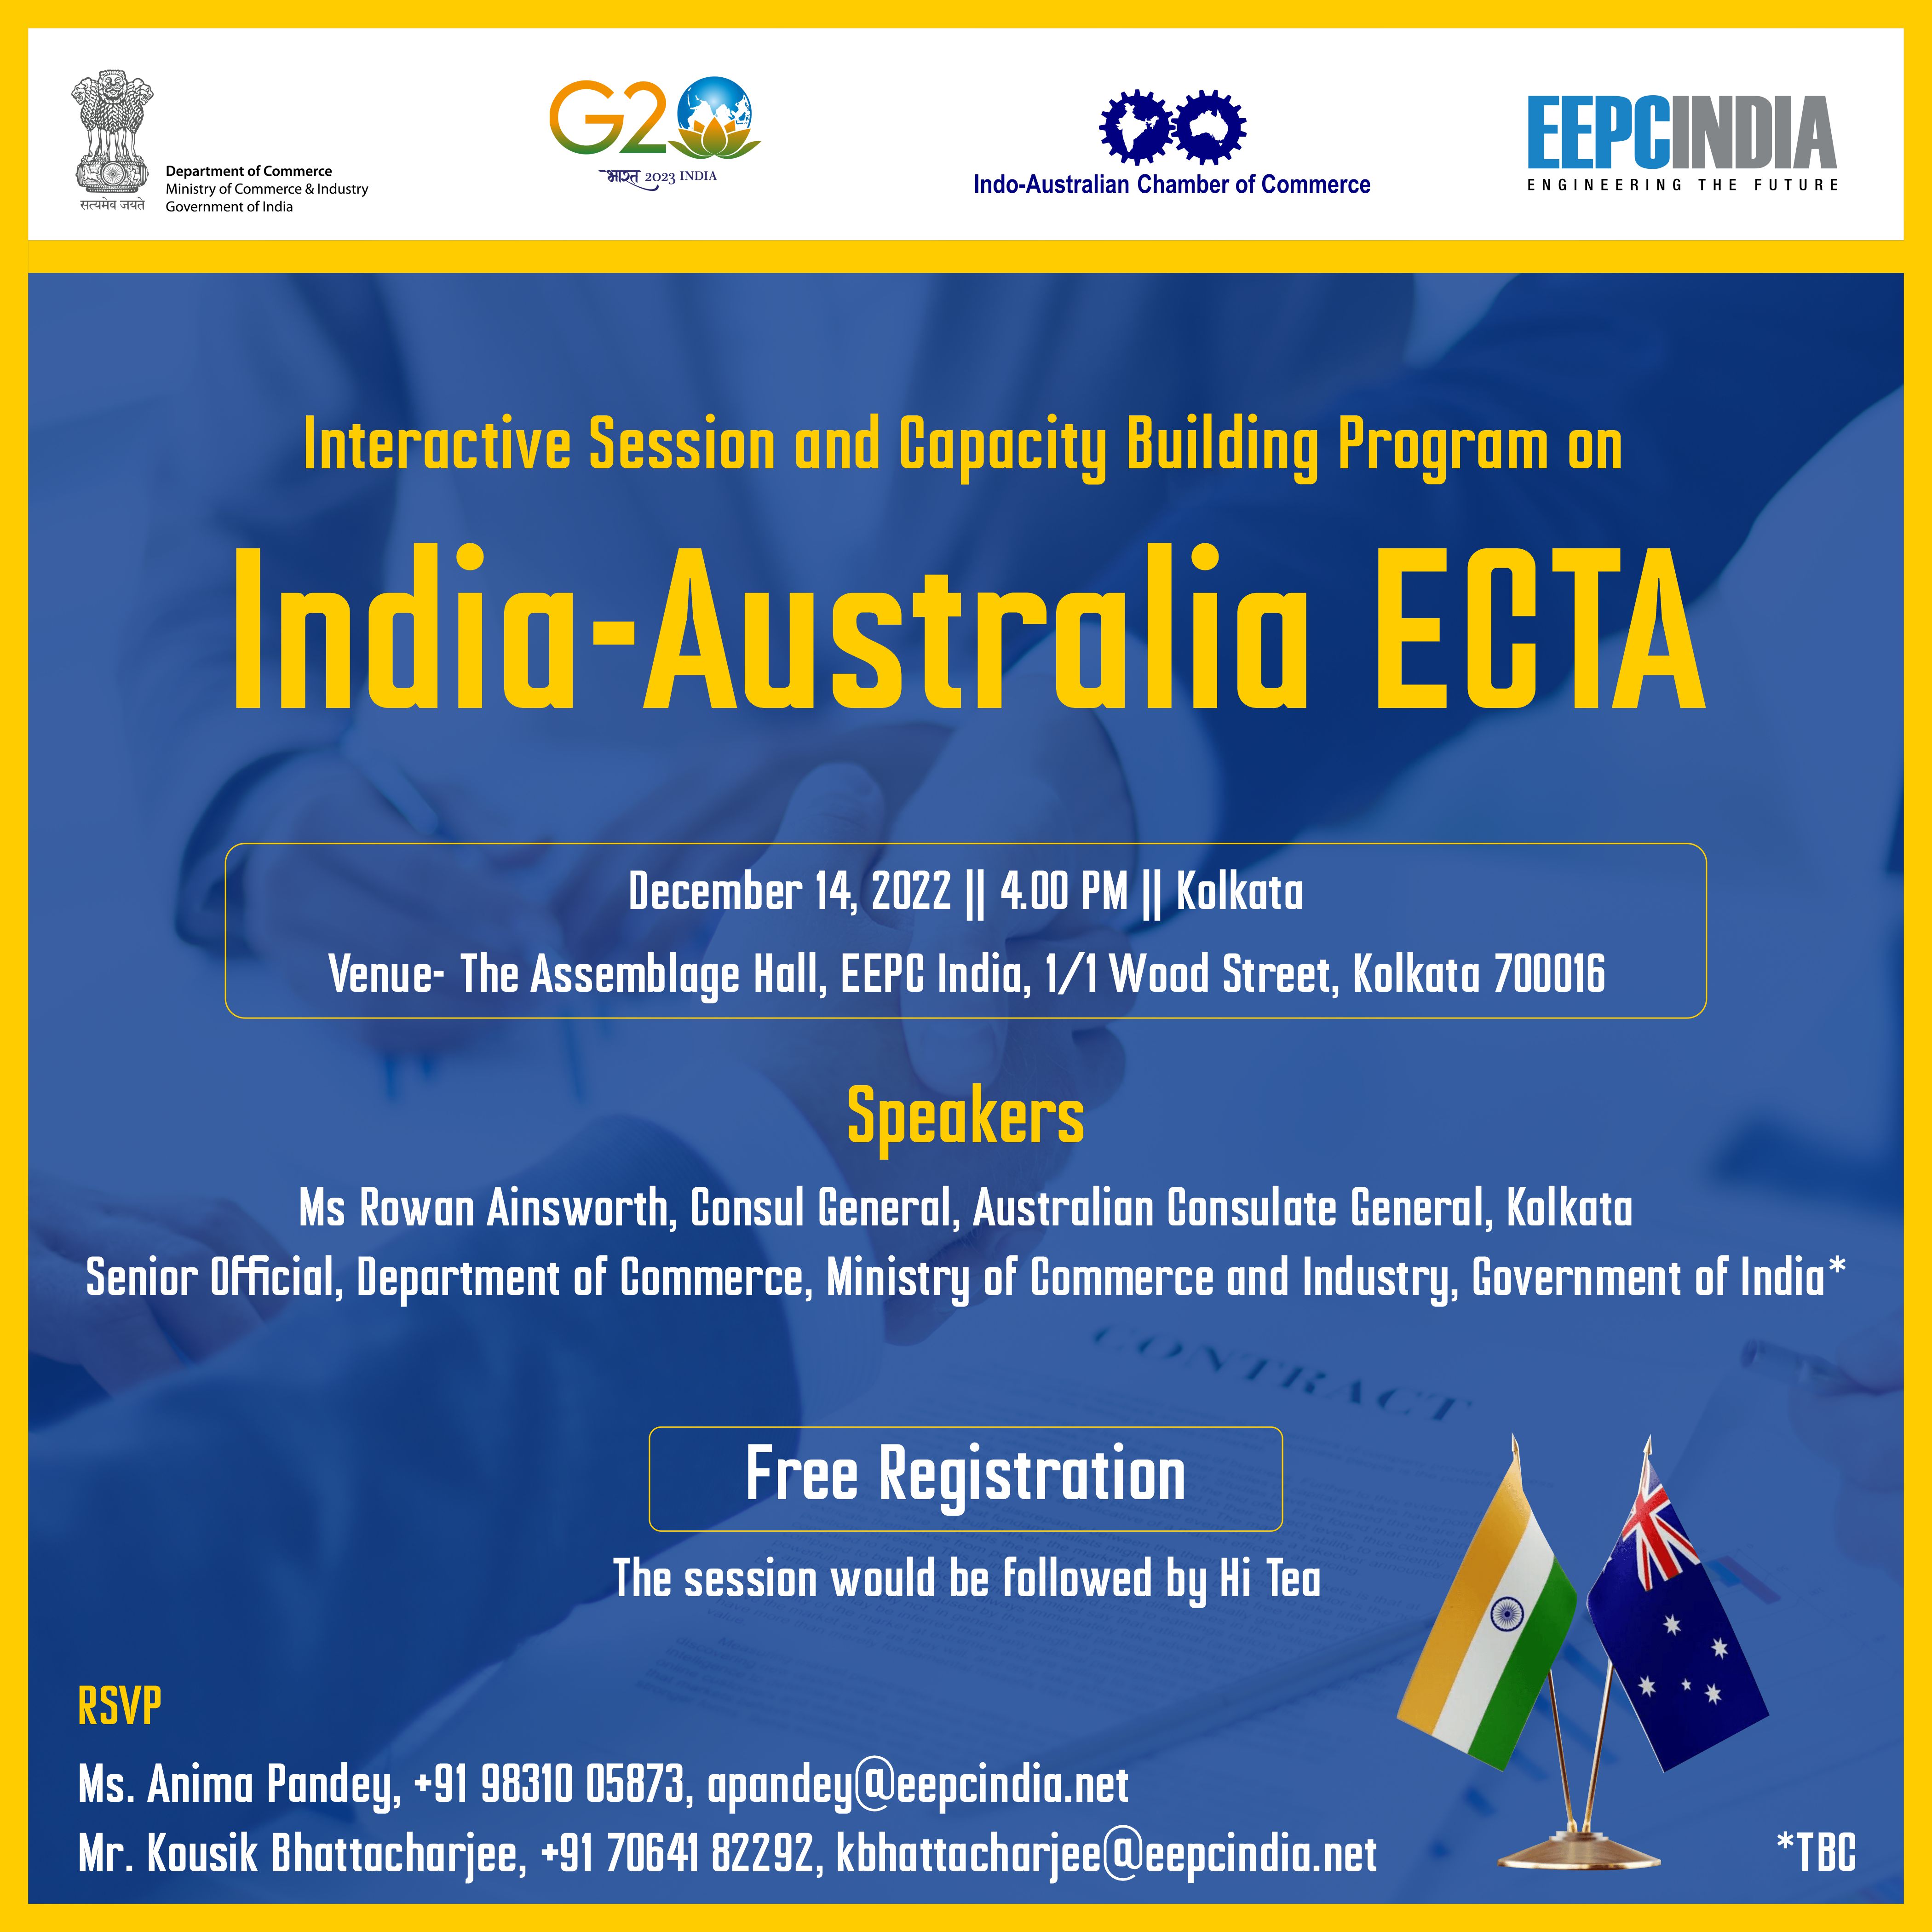 सत्यमेव जयते
Department of Commerce
Ministry of Commerce & Industry
Government of India
G20
भारत 2023 INDIA
Indo-Australian Chamber of Commerce
EEPCINDIA
ENGINEERING THE FUTURE
Interactive Session and Capacity Building Program on
India-Australia ECTA
December 14, 2022 || 4.00 PM || Kolkata
Venue- The Assemblage Hall, EEPC India, 1/1 Wood Street, Kolkata 700016
Speakers
Ms Rowan Ainsworth, Consul General, Australian Consulate General, Kolkata
Senior Official, Department of Commerce, Ministry of Commerce and Industry, Government of India*
CONTRACT
Free Registration
The session would be followed by Hi Tea
RSVP
Ms. Anima Pandey, +91 98310 05873, apandey@eepcindia.net
Mr. Kousik Bhattacharjee, +91 70641 82292, kbhattacharjee@eepcindia.net
*TBC